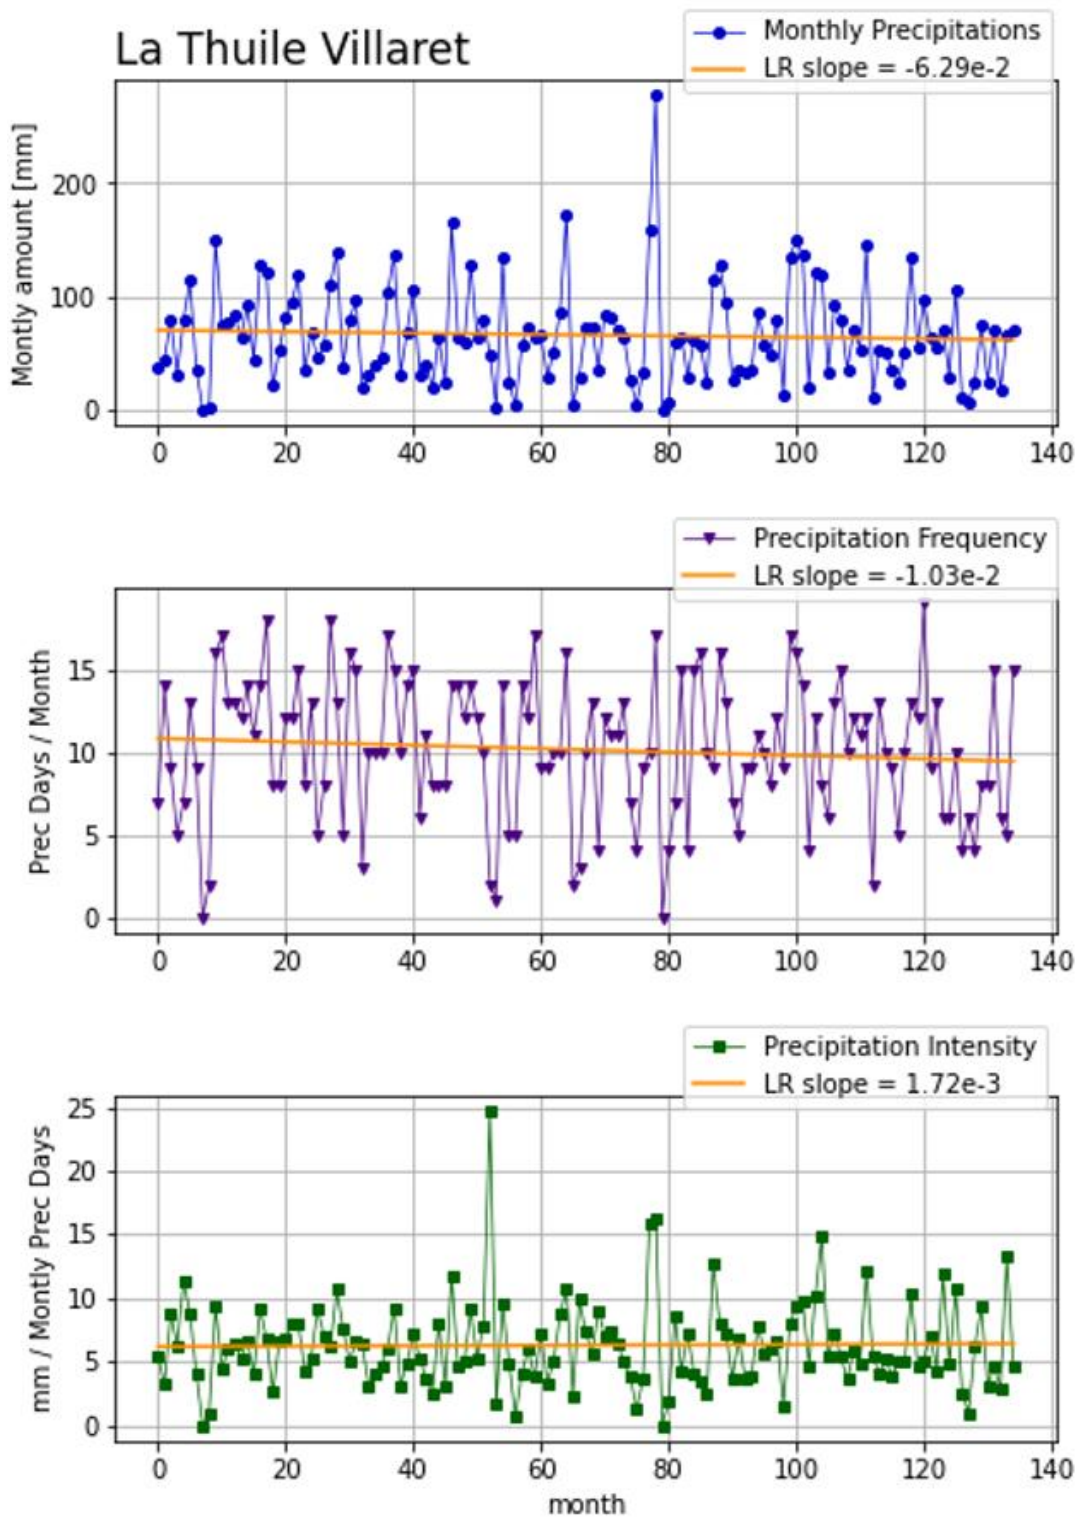 La Thuile Villaret
Monthly Precipitations
LR slope = -6.29e-2
Montly amount [mm]
200
100
0
0 20 40 60 80 100 120 140
Precipitation Frequency
LR slope = -1.03e-2
Prec Days / Month
15
10
5
0
0 20 40 60 80 100 120 140
Precipitation Intensity
LR slope = 1.72e-3
mm / Montly Prec Days
25
20
15
10
5
0
0 20 40 60 80 100 120 140
month